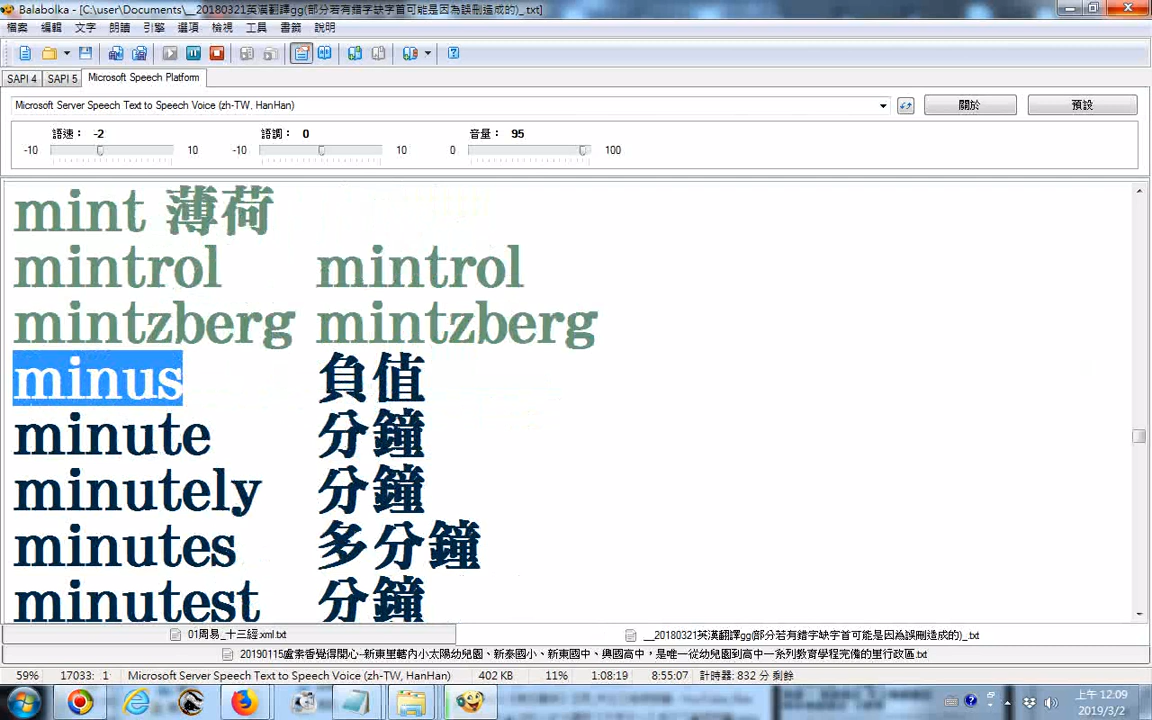 Balabolka - [C:\user\Documents\__20180321英漢翻譯gg(部分若有錯字缺字首可能是因為誤刪造成的)_.txt]
檔案 編輯 文字 朗讀 引擎 選項 檢視 工具 書籤 說明
SAPI 4 SAPI 5 Microsoft Speech Platform
Microsoft Server Speech Text to Speech Voice (zh-TW, HanHan) 關於 預設
語速： -2 語調： 0 音量： 95
-10 10 -10 10 0 100
mint 薄荷
mintrol mintrol
mintzberg mintzberg
minus 負值
minute 分鐘
minutely 分鐘
minutes 多分鐘
minutest 分鐘
01周易_十三經.xml.txt __20180321英漢翻譯gg(部分若有錯字缺字首可能是因為誤刪造成的)_.txt
20190115盧素香覺得開心--新東里轄內小太陽幼兒園、新泰國小、新東國中、興國高中，是唯一從幼兒園到高中一系列教育學程完備的里行政區.txt
59% 17033: 1 Microsoft Server Speech Text to Speech Voice (zh-TW, HanHan) 402 KB 11% 1:08:19 8:55:07 計時器: 832 分 剩餘
上午 12:09
2019/3/2